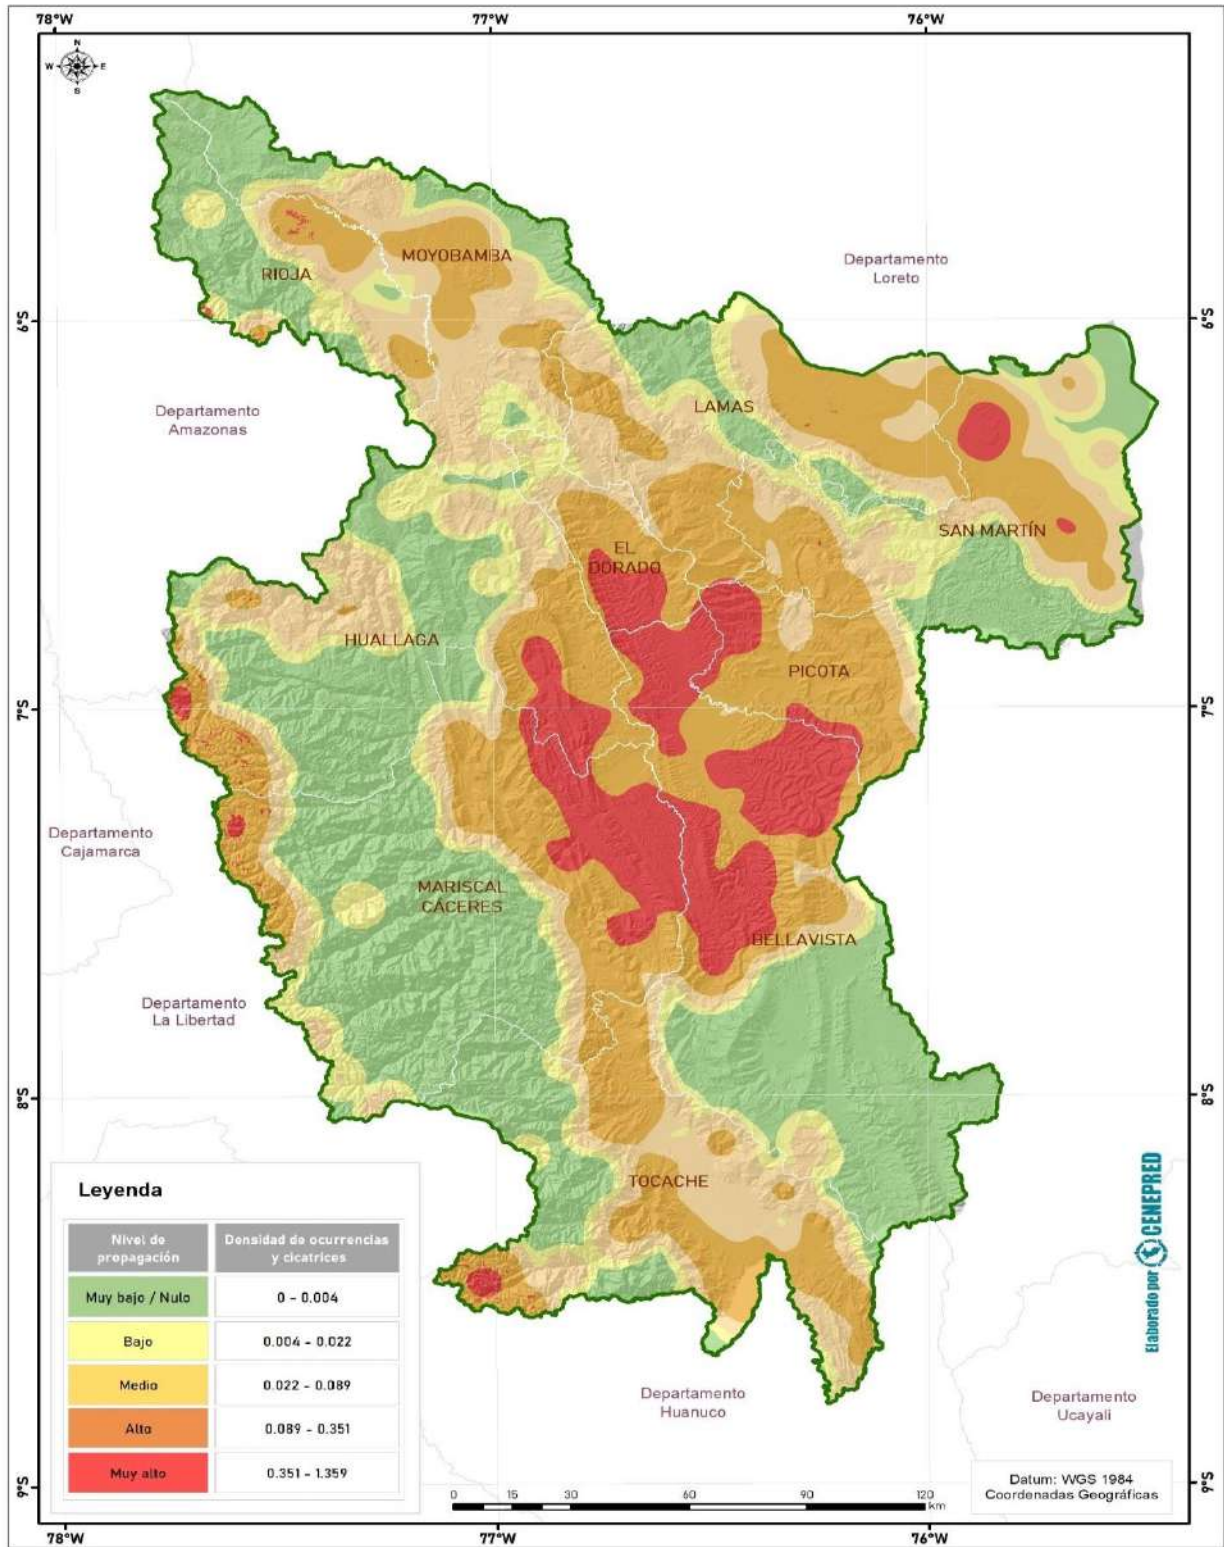 78°W
77°W
76°W
N
W
E
S
MOYOBAMBA
RIOJA
Departamento
Loreto
6°S
6°S
Departamento
Amazonas
LAMAS
SAN MARTÍN
EL
DORADO
HUALLAGA
PICOTA
7°S
7°S
Departamento
Cajamarca
MARISCAL
CÁCERES
BELLAVISTA
Departamento
La Libertad
8°S
8°S
TOCACHE
Leyenda
Nivel de
propagación
Densidad de ocurrencias
y cicatrices
Muy bajo / Nulo
0 - 0.004
Bajo
0.004 - 0.022
Medio
0.022 - 0.089
Alto
0.089 - 0.351
Muy alto
0.351 - 1.359
Elaborado por CENEPRED
Departamento
Huanuco
Departamento
Ucayali
9°S
9°S
0 15 30 60 90 120
km
Datum: WGS 1984
Coordenadas Geográficas
78°W
77°W
76°W